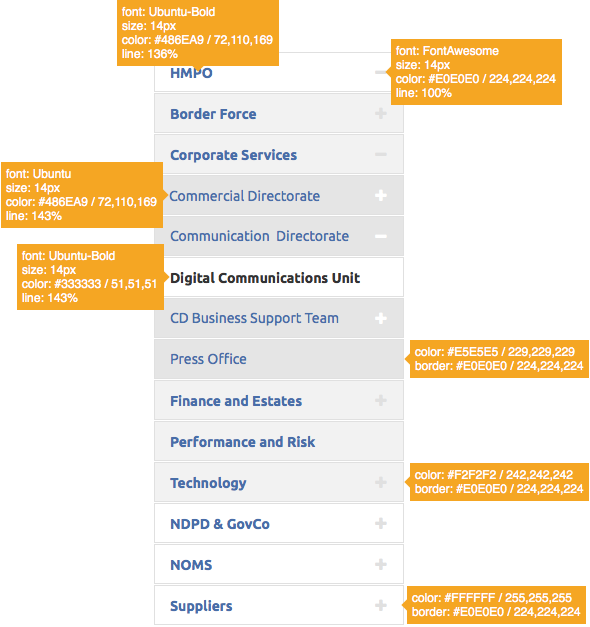 font: Ubuntu-Bold
size: 14px
color: #486EA9 / 72,110,169
line: 136%
HMPO
font: FontAwesome
size: 14px
color: #E0E0E0 / 224,224,224
line: 100%
Border Force
Corporate Services
font: Ubuntu
size: 14px
color: #486EA9 / 72,110,169
line: 143%
Commercial Directorate
Communication Directorate
font: Ubuntu-Bold
size: 14px
color: #333333 / 51,51,51
line: 143%
Digital Communications Unit
CD Business Support Team
Press Office
color: #E5E5E5 / 229,229,229
border: #E0E0E0 / 224,224,224
Finance and Estates
Performance and Risk
Technology
color: #F2F2F2 / 242,242,242
border: #E0E0E0 / 224,224,224
NDPD & GovCo
NOMS
Suppliers
color: #FFFFFF / 255,255,255
border: #E0E0E0 / 224,224,224